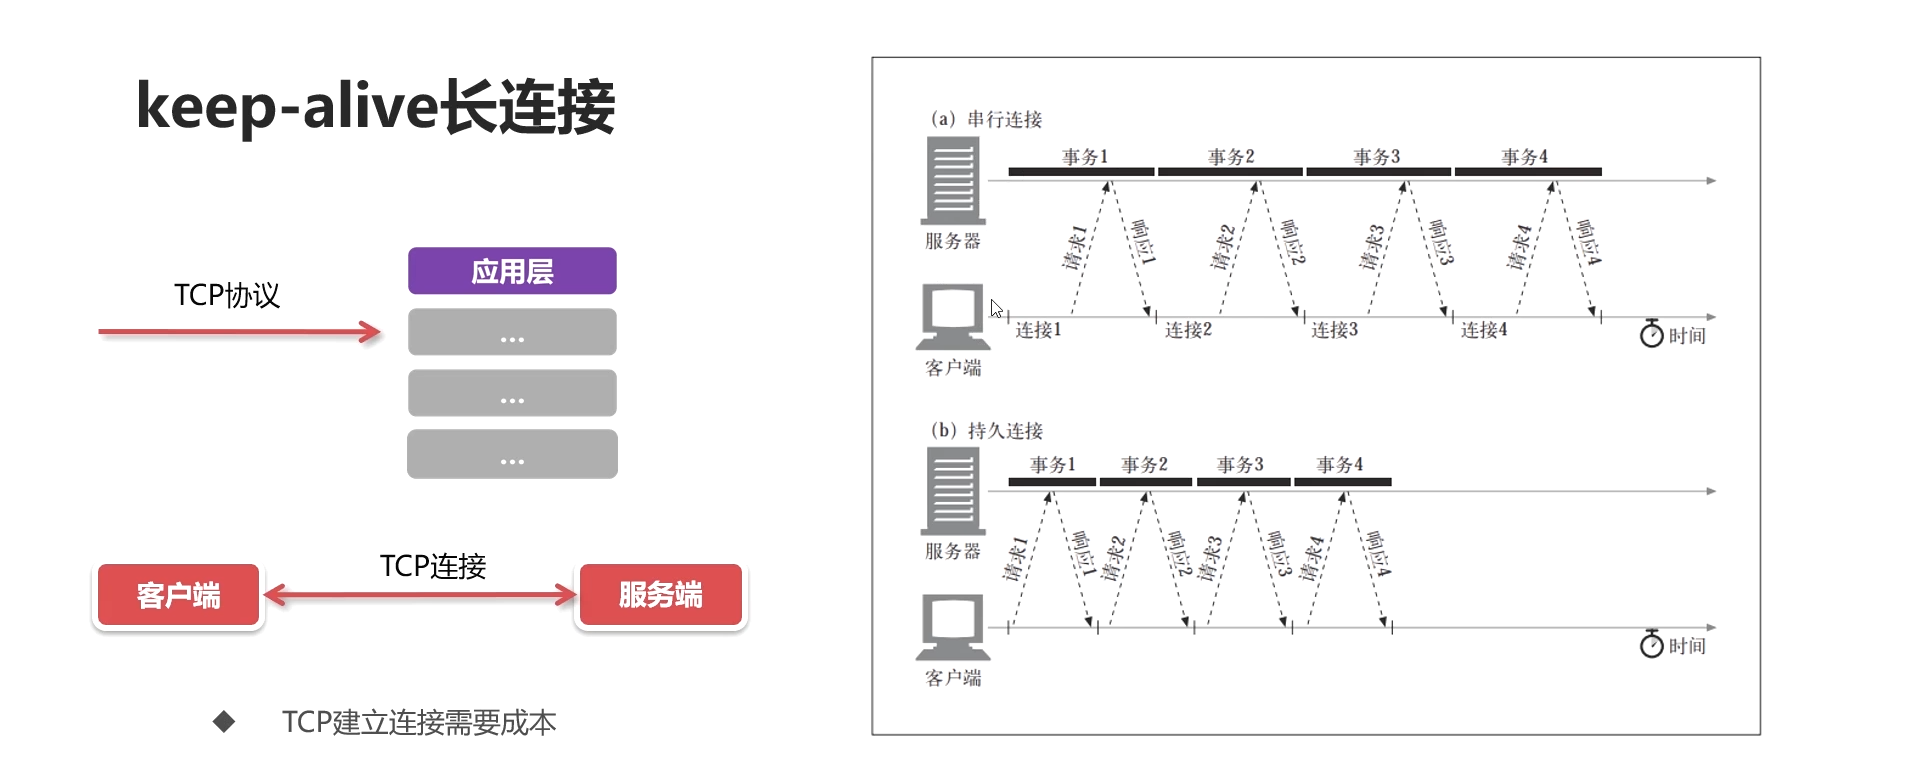 keep-alive长连接
TCP协议
应用层
...
...
...
TCP连接
客户端
服务端
TCP建立连接需要成本
(a) 串行连接
事务1 事务2 事务3 事务4
请求1 响应1 请求2 响应2 请求3 响应3 请求4 响应4
服务器
连接1 连接2 连接3 连接4
时间
客户端
(b) 持久连接
事务1 事务2 事务3 事务4
请求1 响应1 请求2 响应2 请求3 响应3 请求4 响应4
服务器
时间
客户端